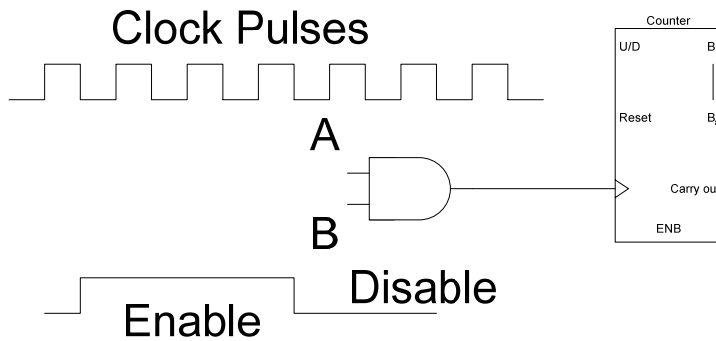 Clock Pulses
Counter
U/D
B
Reset
B
A
Carry ou
B
ENB
Enable
Disable